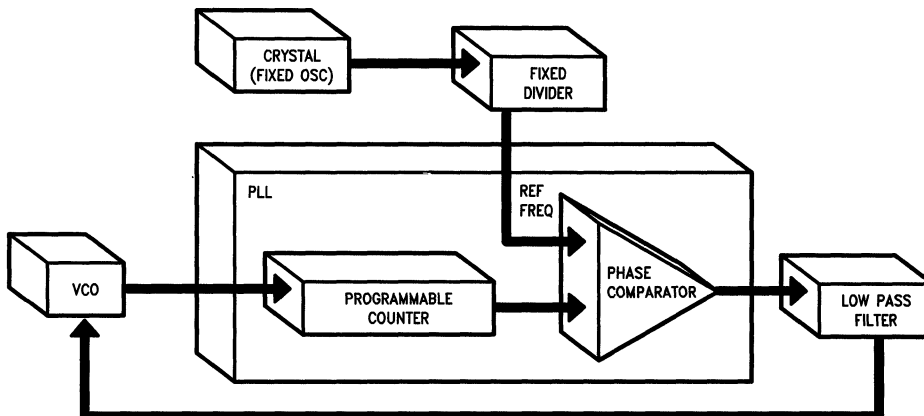 CRYSTAL
(FIXED OSC)
FIXED
DIVIDER
PLL
REF
FREQ
VCO
PROGRAMMABLE
COUNTER
PHASE
COMPARATOR
LOW PASS
FILTER